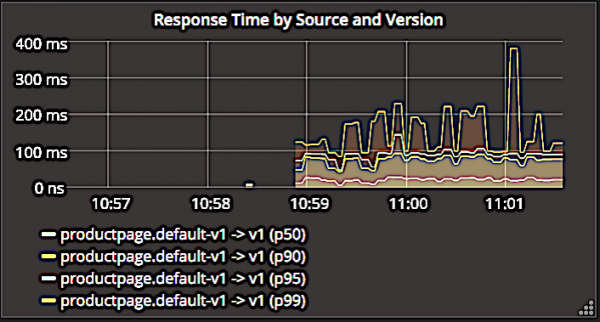 Response Time by Source and Version
400 ms
300 ms
200 ms
100 ms
0 ns
10:57 10:58 10:59 11:00 11:01
productpage.default-v1 -> v1 (p50)
productpage.default-v1 -> v1 (p90)
productpage.default-v1 -> v1 (p95)
productpage.default-v1 -> v1 (p99)